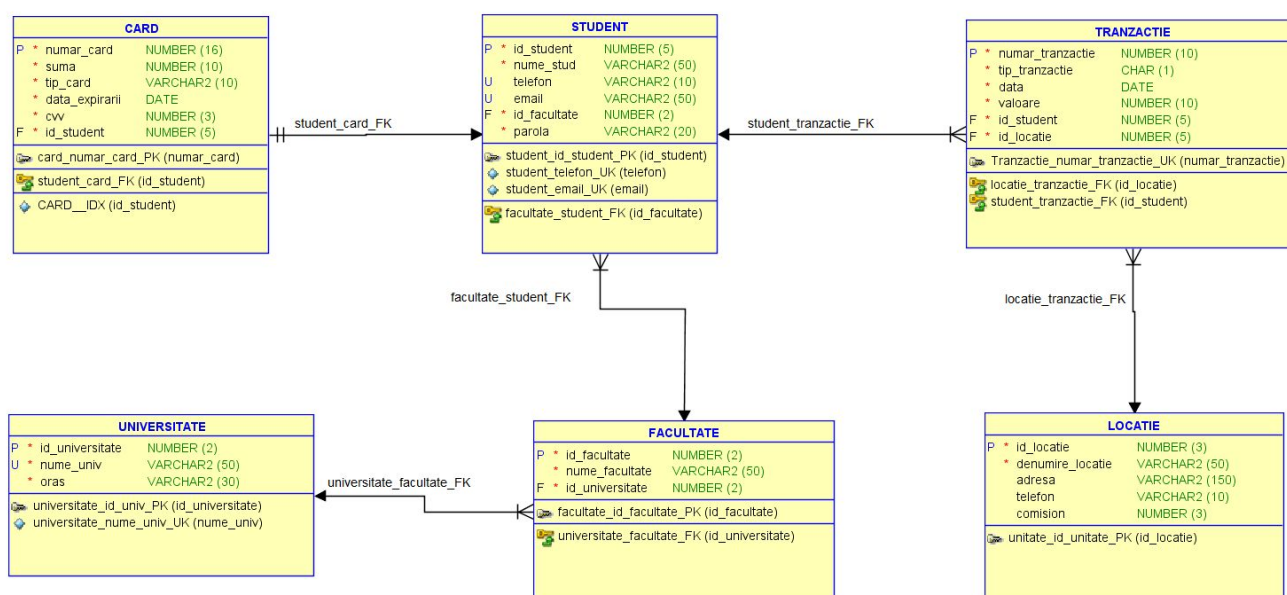 CARD
P * numar_card NUMBER (16)
* suma NUMBER (10)
* tip_card VARCHAR2 (10)
* data_expirarii DATE
* cvv NUMBER (3)
F * id_student NUMBER (5)
card_numar_card_PK (numar_card)
student_card_FK (id_student)
CARD__IDX (id_student)
student_card_FK
STUDENT
P * id_student NUMBER (5)
* nume_stud VARCHAR2 (50)
U telefon VARCHAR2 (10)
U email VARCHAR2 (50)
F * id_facultate NUMBER (2)
* parola VARCHAR2 (20)
student_id_student_PK (id_student)
student_telefon_UK (telefon)
student_email_UK (email)
facultate_student_FK (id_facultate)
student_tranzactie_FK
TRANZACTIE
P * numar_tranzactie NUMBER (10)
* tip_tranzactie CHAR (1)
* data DATE
* valoare NUMBER (10)
F * id_student NUMBER (5)
F * id_locatie NUMBER (5)
Tranzactie_numar_tranzactie_UK (numar_tranzactie)
locatie_tranzactie_FK (id_locatie)
student_tranzactie_FK (id_student)
facultate_student_FK
locatie_tranzactie_FK
UNIVERSITATE
P * id_universitate NUMBER (2)
U * nume_univ VARCHAR2 (50)
* oras VARCHAR2 (30)
universitate_id_univ_PK (id_universitate)
universitate_nume_univ_UK (nume_univ)
universitate_facultate_FK
FACULTATE
P * id_facultate NUMBER (2)
* nume_facultate VARCHAR2 (50)
F * id_universitate NUMBER (2)
facultate_id_facultate_PK (id_facultate)
universitate_facultate_FK (id_universitate)
LOCATIE
P * id_locatie NUMBER (3)
* denumire_locatie VARCHAR2 (50)
adresa VARCHAR2 (150)
telefon VARCHAR2 (10)
comision NUMBER (3)
unitate_id_unitate_PK (id_locatie)